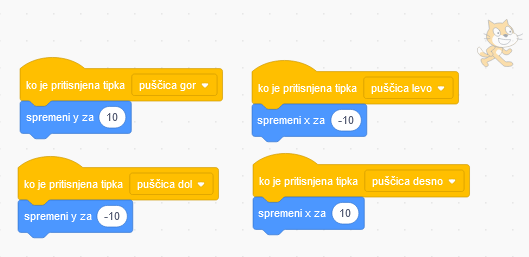 ko je pritisnjena tipka puščica gor
spremeni y za 10
ko je pritisnjena tipka puščica levo
spremeni x za -10
ko je pritisnjena tipka puščica dol
spremeni y za -10
ko je pritisnjena tipka puščica desno
spremeni x za 10